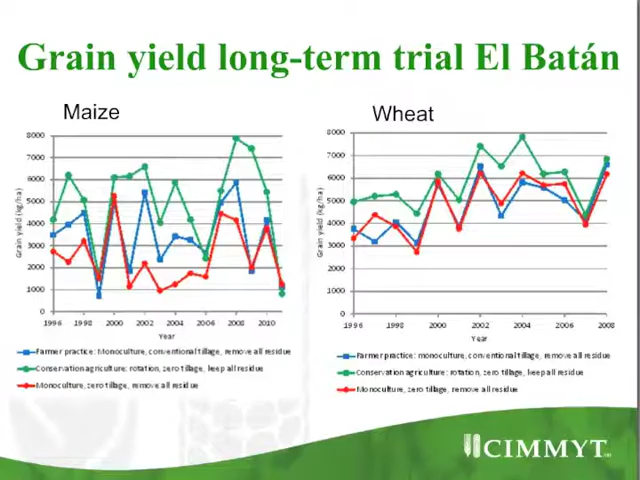 Grain yield long-term trial El Batán
Maize
Wheat
8000
7000
6000
5000
4000
3000
2000
1000
0
Grain yield (kg/ha)
1996
1998
2000
2002
2004
2006
2008
2010
Year
Farmer practice: Monoculture, conventional tillage, remove all residue
Conservation agriculture: rotation, zero tillage, keep all residue
Monoculture, zero tillage, remove all residue
8000
7000
6000
5000
4000
3000
2000
1000
0
Grain yield (kg/ha)
1996
1998
2000
2002
2004
2006
2008
Year
Farmer practice: monoculture, conventional tillage, remove all residue
Conservation agriculture: rotation, zero tillage, keep all residue
Monoculture, zero tillage, remove all residue
CIMMYT